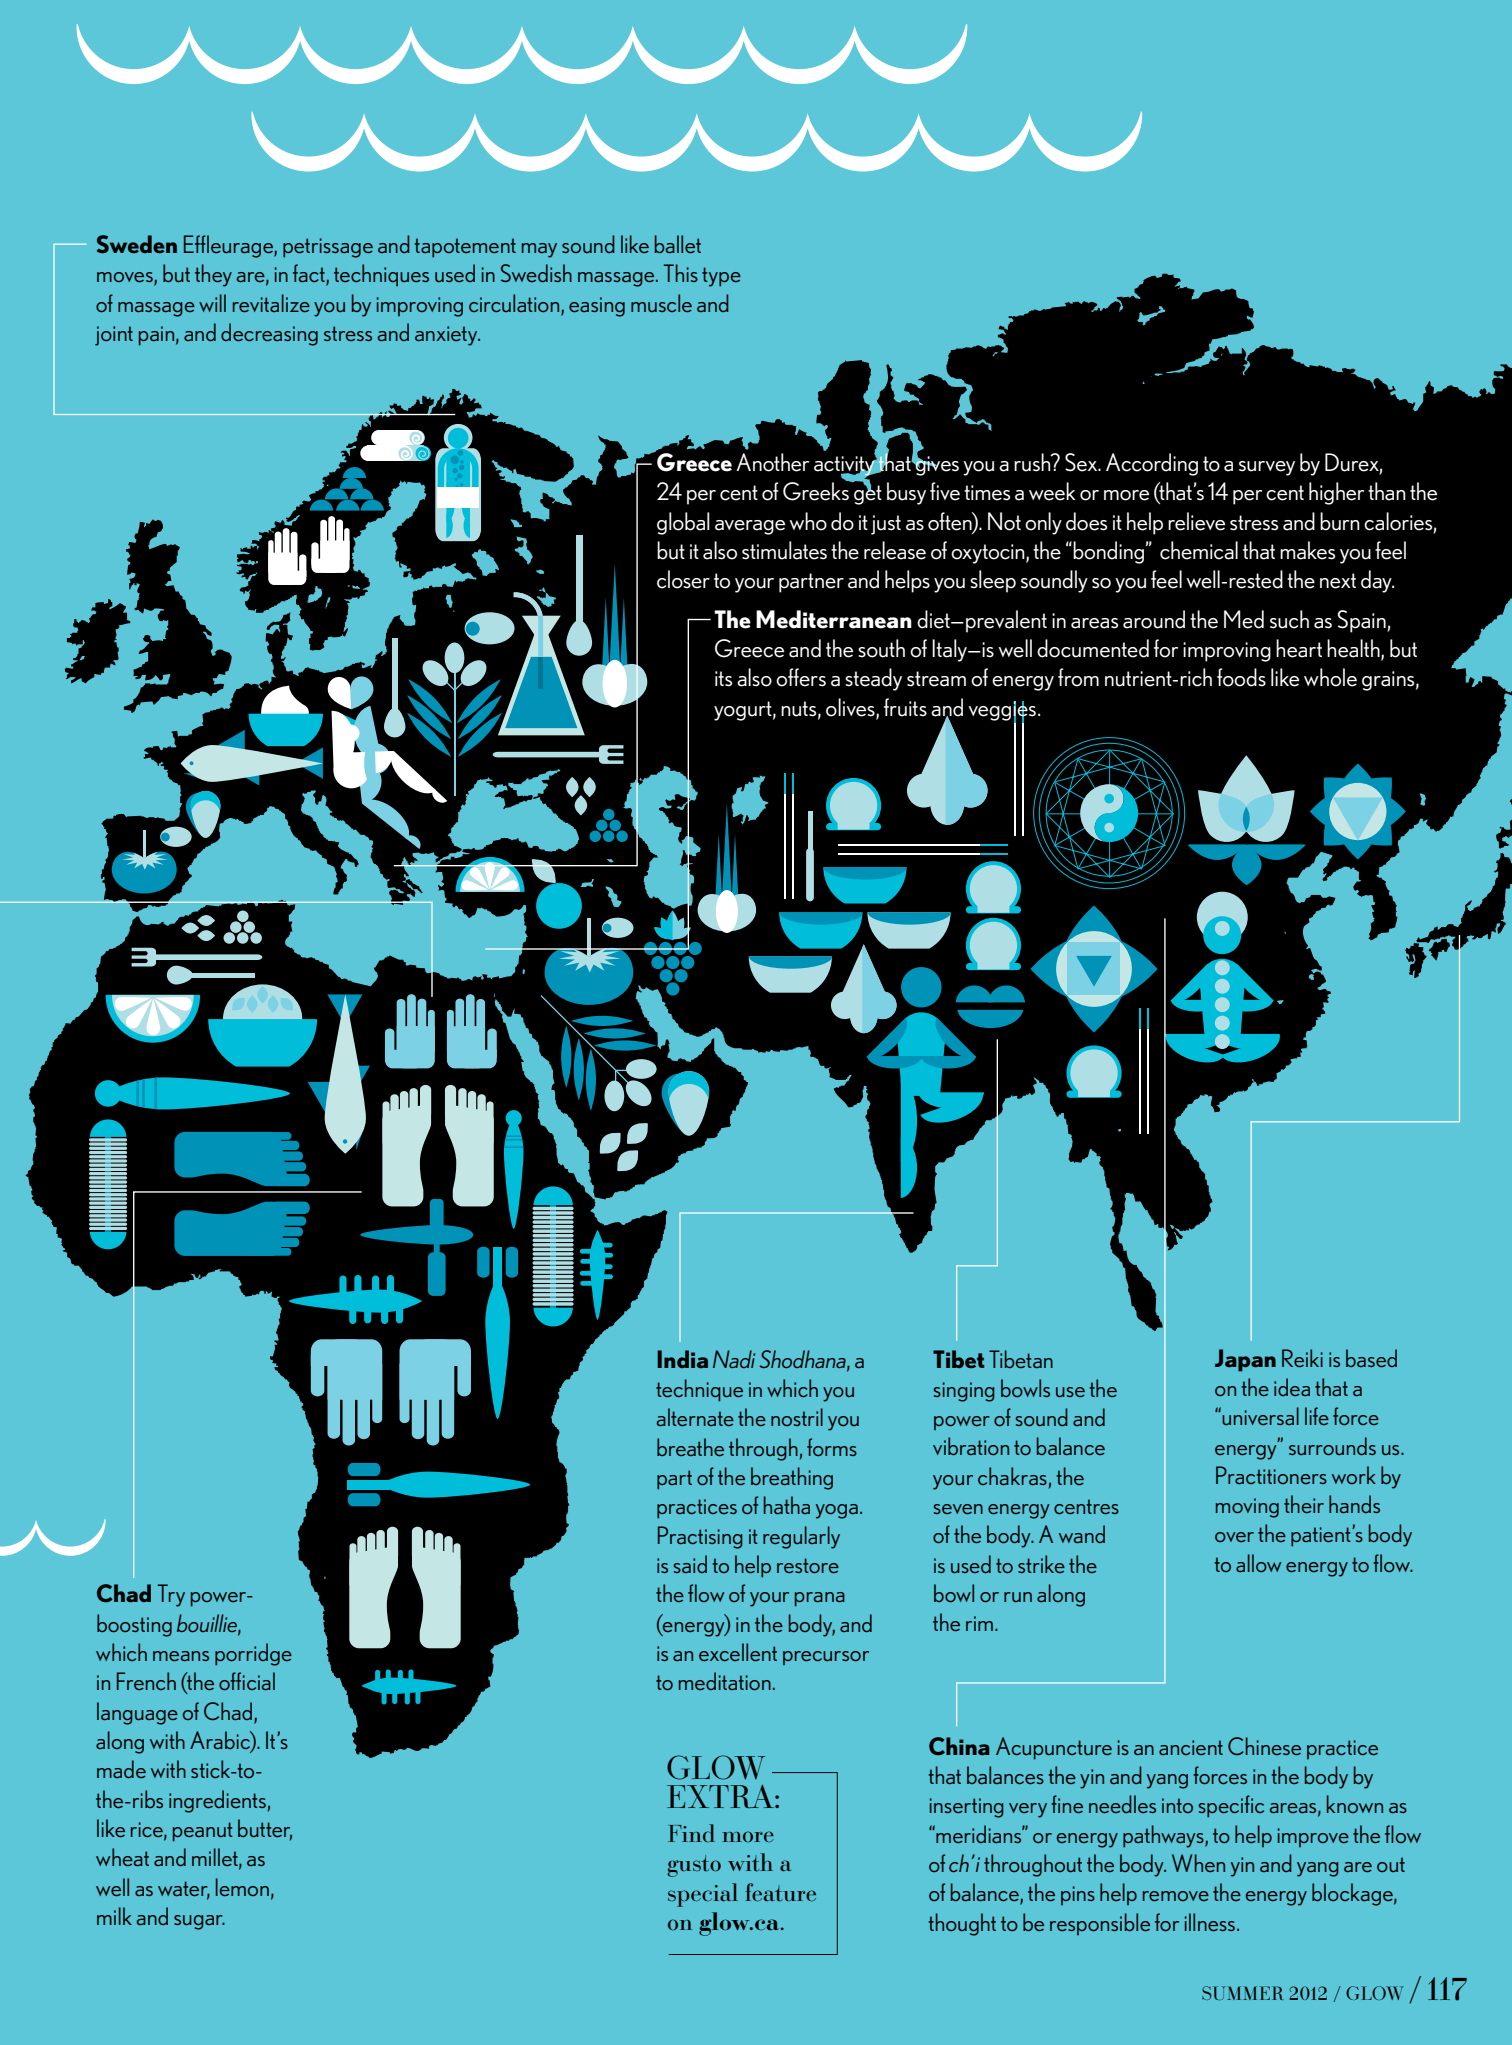 Sweden Effleurage, petrissage and tapotement may sound like ballet
moves, but they are, in fact, techniques used in Swedish massage. This type
of massage will revitalize you by improving circulation, easing muscle and
joint pain, and decreasing stress and anxiety.
Greece Another activity that gives you a rush? Sex. According to a survey by Durex,
24 per cent of Greeks get busy five times a week or more (that's 14 per cent higher than the
global average who do it just as often). Not only does it help relieve stress and burn calories,
but it also stimulates the release of oxytocin, the “bonding” chemical that makes you feel
closer to your partner and helps you sleep soundly so you feel well-rested the next day.
The Mediterranean diet—prevalent in areas around the Med such as Spain,
Greece and the south of Italy—is well documented for improving heart health, but
its also offers a steady stream of energy from nutrient-rich foods like whole grains,
yogurt, nuts, olives, fruits and veggies.
India Nadi Shodhana, a
technique in which you
alternate the nostril you
breathe through, forms
part of the breathing
practices of hatha yoga.
Practising it regularly
is said to help restore
the flow of your prana
(energy) in the body, and
is an excellent precursor
to meditation.
Tibet Tibetan
singing bowls use the
power of sound and
vibration to balance
your chakras, the
seven energy centres
of the body. A wand
is used to strike the
bowl or run along
the rim.
Japan Reiki is based
on the idea that a
“universal life force
energy” surrounds us.
Practitioners work by
moving their hands
over the patient's body
to allow energy to flow.
Chad Try power-
boosting bouillie,
which means porridge
in French (the official
language of Chad,
along with Arabic). It's
made with stick-to-
the-ribs ingredients,
like rice, peanut butter,
wheat and millet, as
well as water, lemon,
milk and sugar.
GLOW
EXTRA:
Find more
gusto with a
special feature
on glow.ca.
China Acupuncture is an ancient Chinese practice
that balances the yin and yang forces in the body by
inserting very fine needles into specific areas, known as
“meridians” or energy pathways, to help improve the flow
of ch'i throughout the body. When yin and yang are out
of balance, the pins help remove the energy blockage,
thought to be responsible for illness.
SUMMER 2012 / GLOW / 117